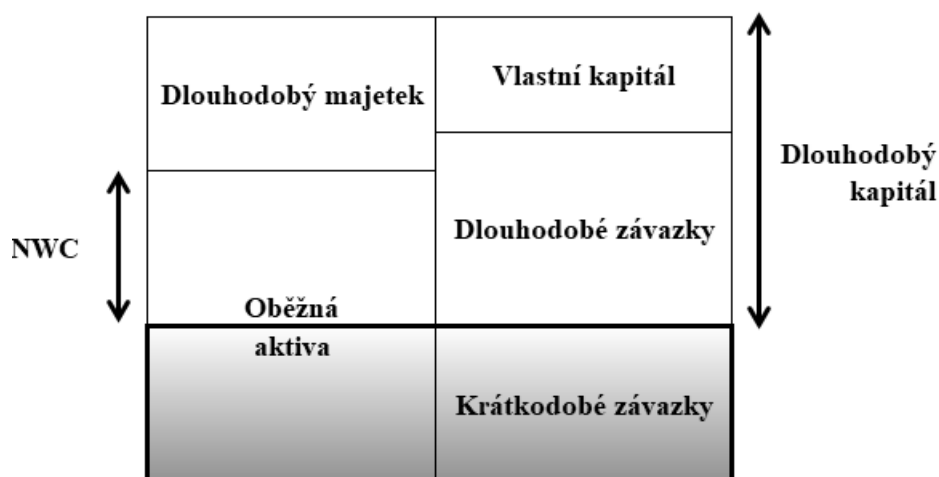 Dlouhodobý majetek
Vlastní kapitál
Dlouhodobý
kapitál
NWC
Dlouhodobé závazky
Oběžná
aktiva
Krátkodobé závazky